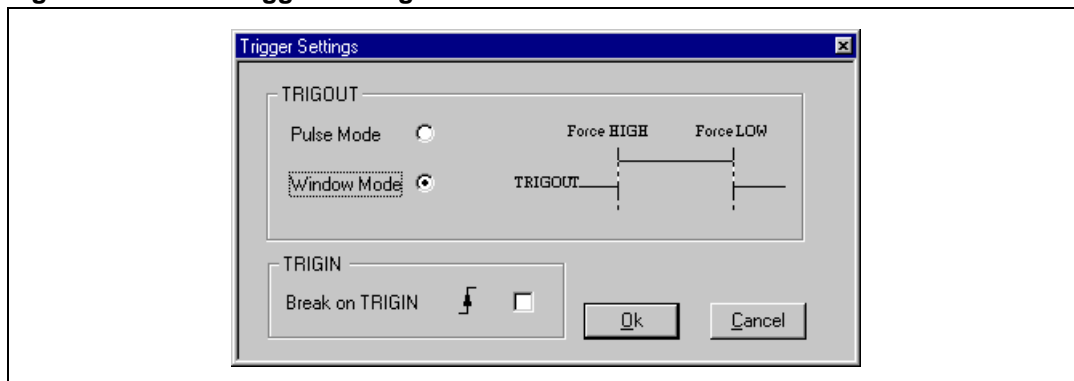 Trigger Settings
TRIGOUT
Pulse Mode
Force HIGH Force LOW
Window Mode
TRIGOUT
TRIGIN
Break on TRIGIN
Ok
Cancel